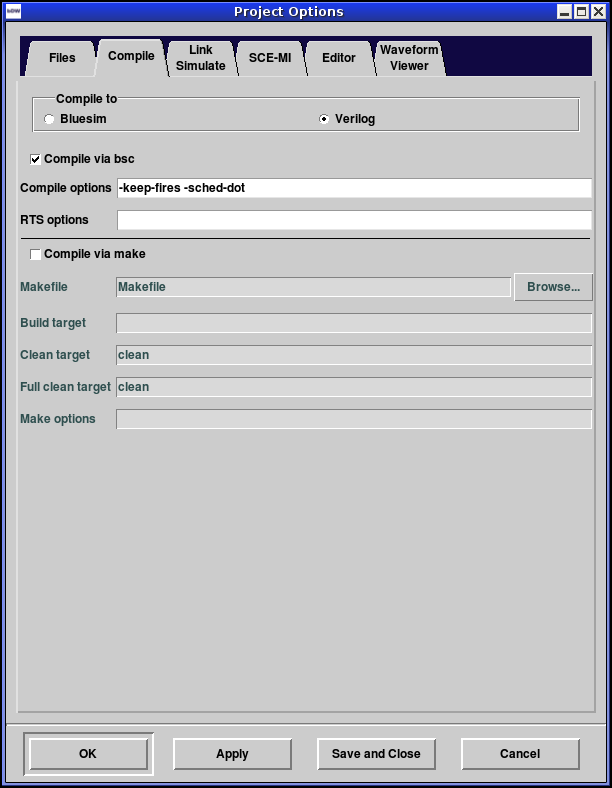 Project Options
Files
Compile
Link
Simulate
SCE-MI
Editor
Waveform
Viewer
Compile to
Bluesim
Verilog
Compile via bsc
Compile options -keep-fires -sched-dot
RTS options
Compile via make
Makefile Makefile Browse...
Build target
Clean target clean
Full clean target clean
Make options
OK Apply Save and Close Cancel